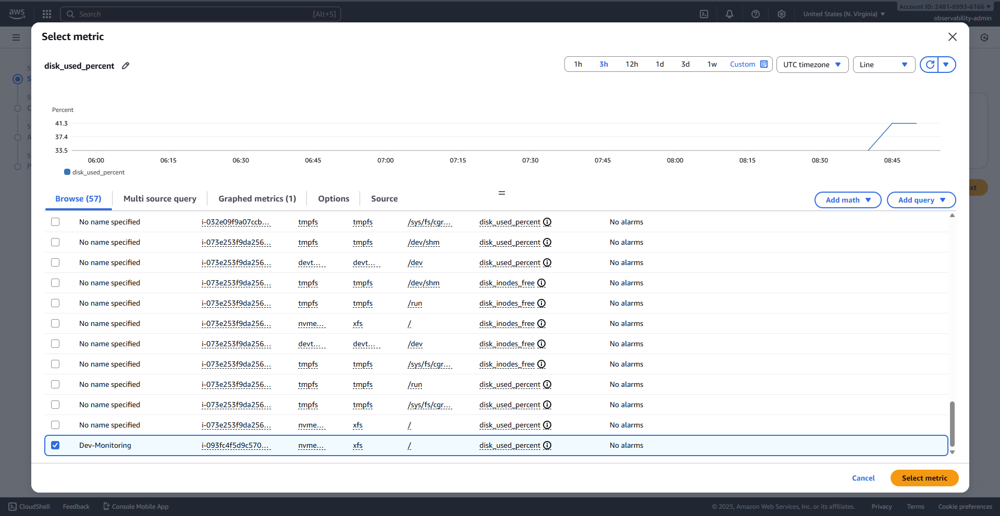 aws
Search [Alt+S]
United States (N. Virginia) ▼
Account ID: 2481-8993-6166 ▼
observability-admin
Select metric
disk_used_percent
1h 3h 12h 1d 3d 1w Custom
UTC timezone
Line
Percent
41.3
37.4
33.5
06:00 06:15 06:30 06:45 07:00 07:15 07:30 07:45 08:00 08:15 08:30 08:45
disk_used_percent
Browse (57) Multi source query Graphed metrics (1) Options Source
=
Add math Add query
No name specified i-032e09f9a07ccb... tmpfs tmpfs /sys/fs/cgr... disk_used_percent No alarms
No name specified i-073e253f9da256... tmpfs tmpfs /dev/shm disk_used_percent No alarms
No name specified i-073e253f9da256... devt... devt... /dev disk_used_percent No alarms
No name specified i-073e253f9da256... tmpfs tmpfs /dev/shm disk_inodes_free No alarms
No name specified i-073e253f9da256... tmpfs tmpfs /run disk_inodes_free No alarms
No name specified i-073e253f9da256... nvme... xfs / disk_inodes_free No alarms
No name specified i-073e253f9da256... devt... devt... /dev disk_inodes_free No alarms
No name specified i-073e253f9da256... tmpfs tmpfs /sys/fs/cgr... disk_inodes_free No alarms
No name specified i-073e253f9da256... tmpfs tmpfs /run disk_used_percent No alarms
No name specified i-073e253f9da256... tmpfs tmpfs /sys/fs/cgr... disk_used_percent No alarms
No name specified i-073e253f9da256... nvme... xfs / disk_used_percent No alarms
Dev-Monitoring i-093fc4f5d9c570... nvme... xfs / disk_used_percent No alarms
Cancel Select metric
CloudShell Feedback Console Mobile App
© 2025, Amazon Web Services, Inc. or its affiliates. Privacy Terms Cookie preferences